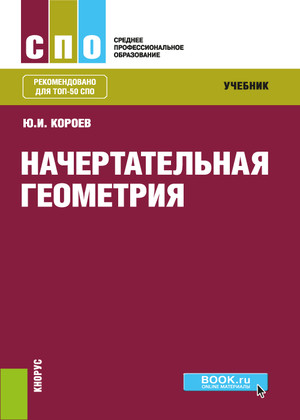 СПО
СРЕДНЕЕ
ПРОФЕССИОНАЛЬНОЕ
ОБРАЗОВАНИЕ
РЕКОМЕНДОВАНО
ДЛЯ ТОП-50 СПО
УЧЕБНИК
Ю.И. КОРОЕВ
НАЧЕРТАТЕЛЬНАЯ
ГЕОМЕТРИЯ
КНОРУС
BOOK.ru
ONLINE МАТЕРИАЛЫ